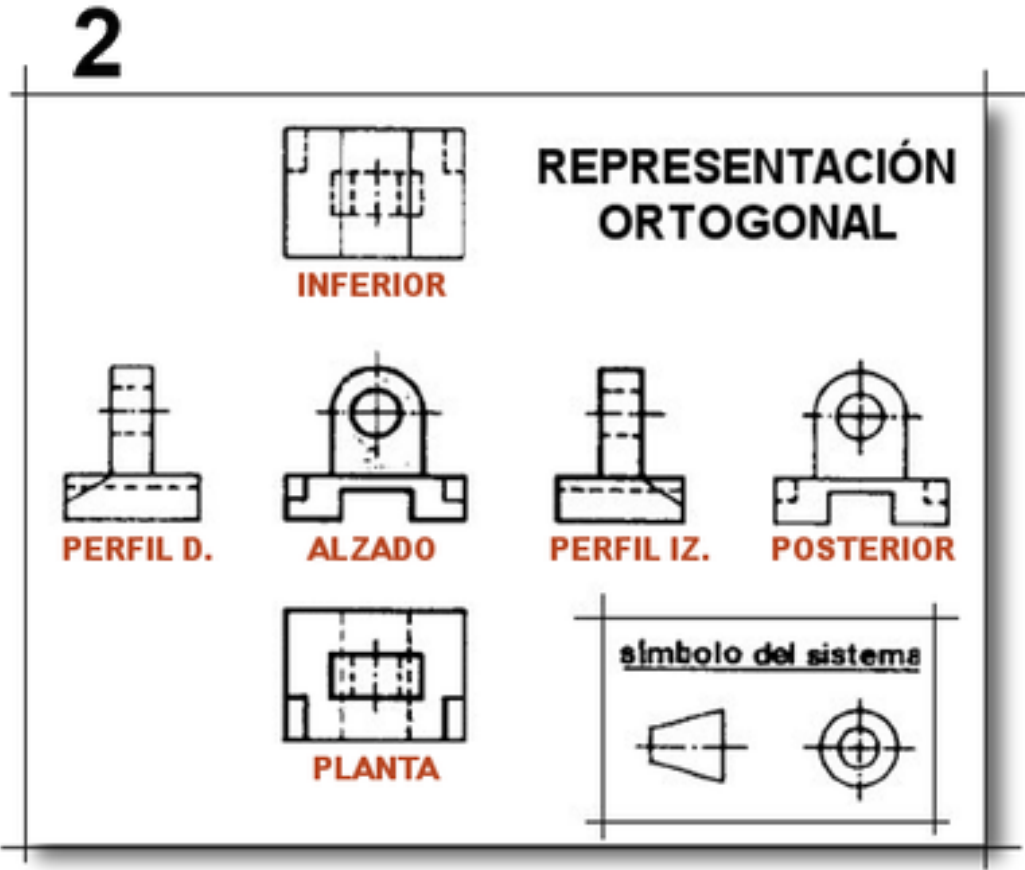 2
REPRESENTACIÓN
ORTOGONAL
INFERIOR
PERFIL D.
ALZADO
PERFIL IZ.
POSTERIOR
PLANTA
símbolo del sistema